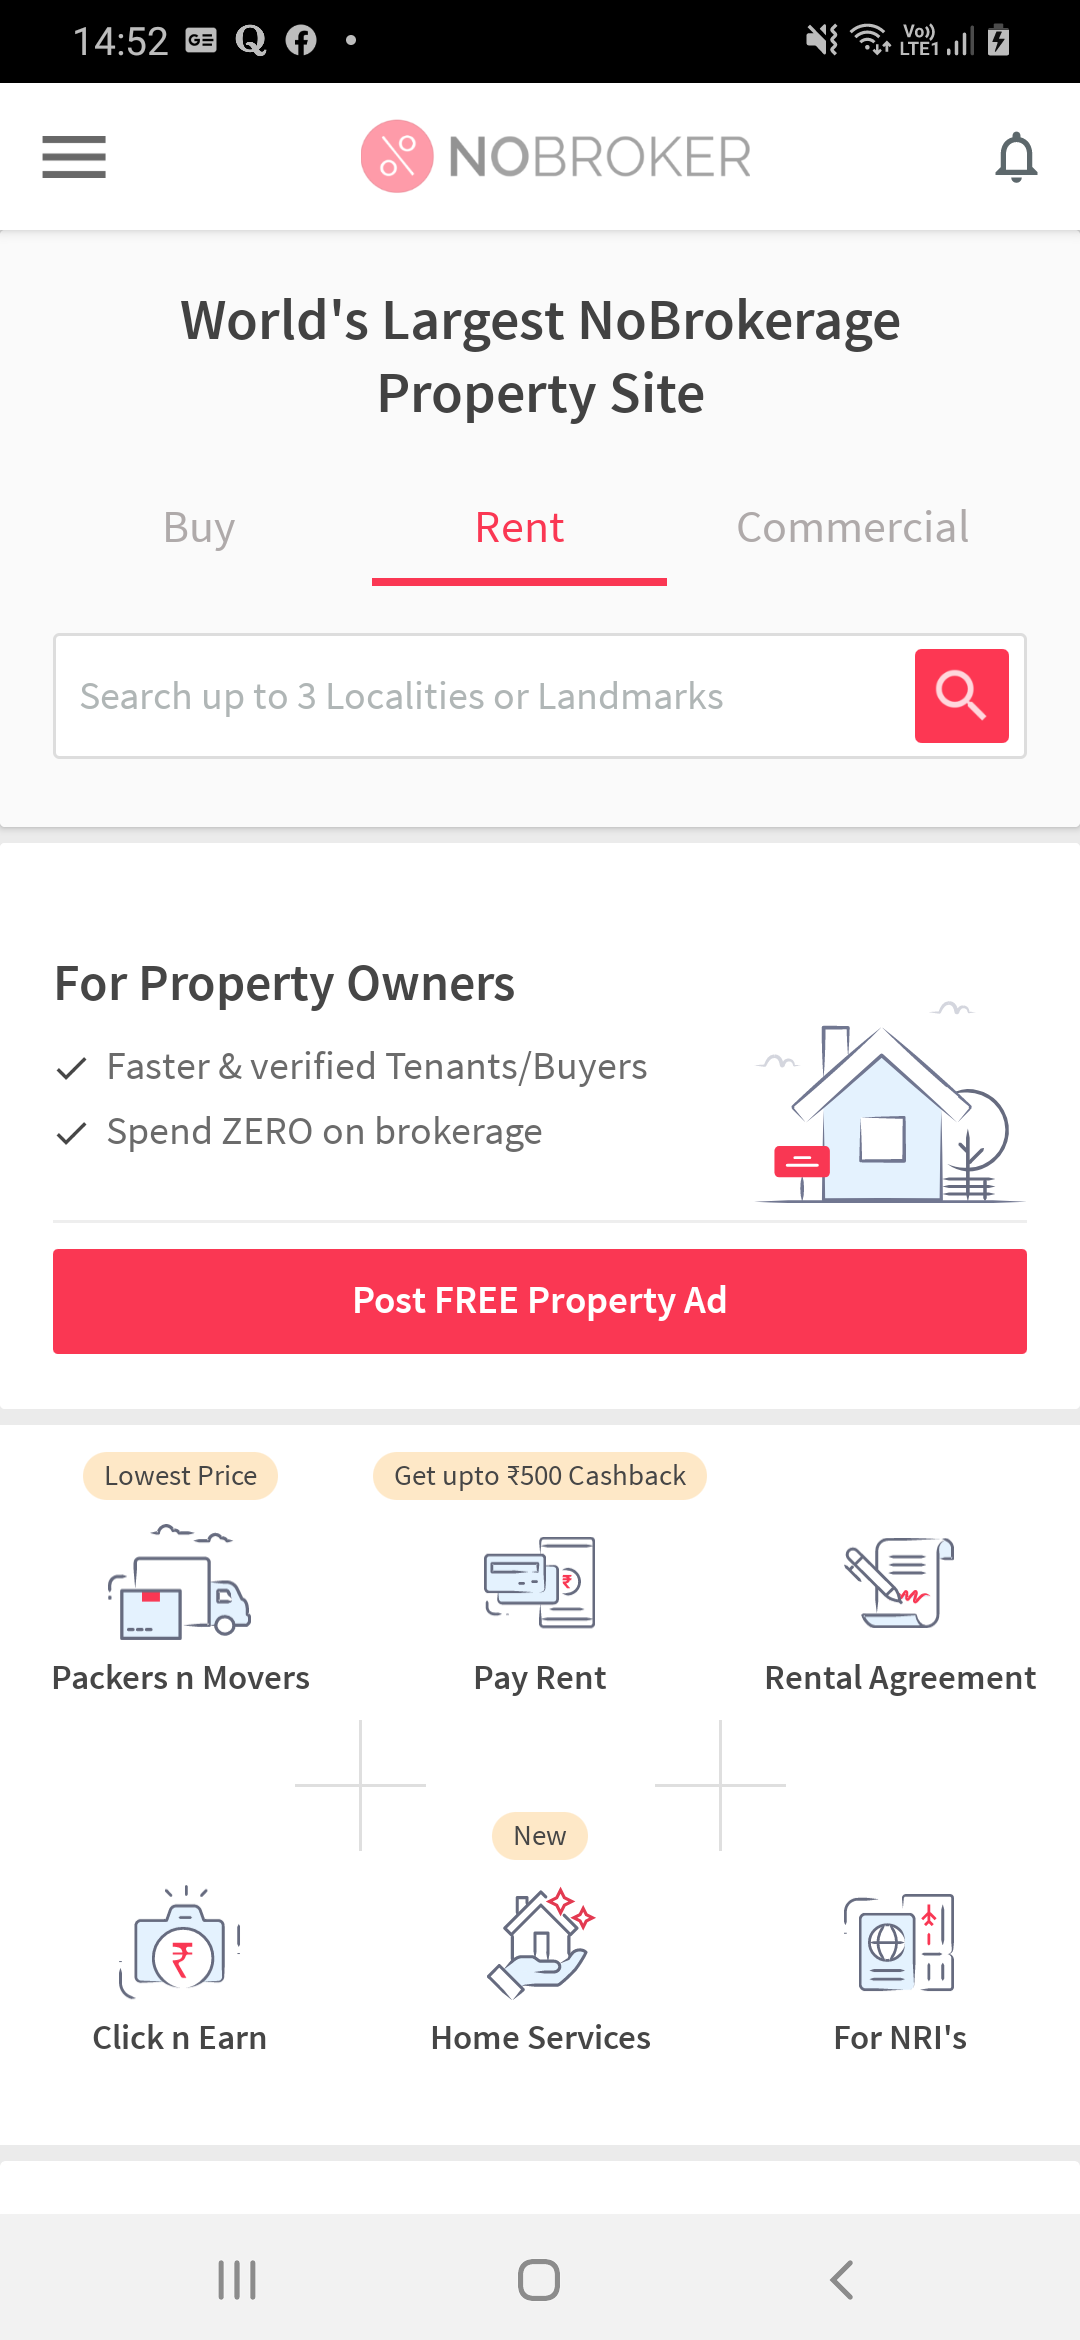 14:52
Vo))
LTE1
NOBROKER
World's Largest NoBrokerage
Property Site
Buy
Rent
Commercial
Search up to 3 Localities or Landmarks
For Property Owners
Faster & verified Tenants/Buyers
Spend ZERO on brokerage
Post FREE Property Ad
Lowest Price
Get upto ₹500 Cashback
Packers n Movers
Pay Rent
Rental Agreement
New
Click n Earn
Home Services
For NRI's